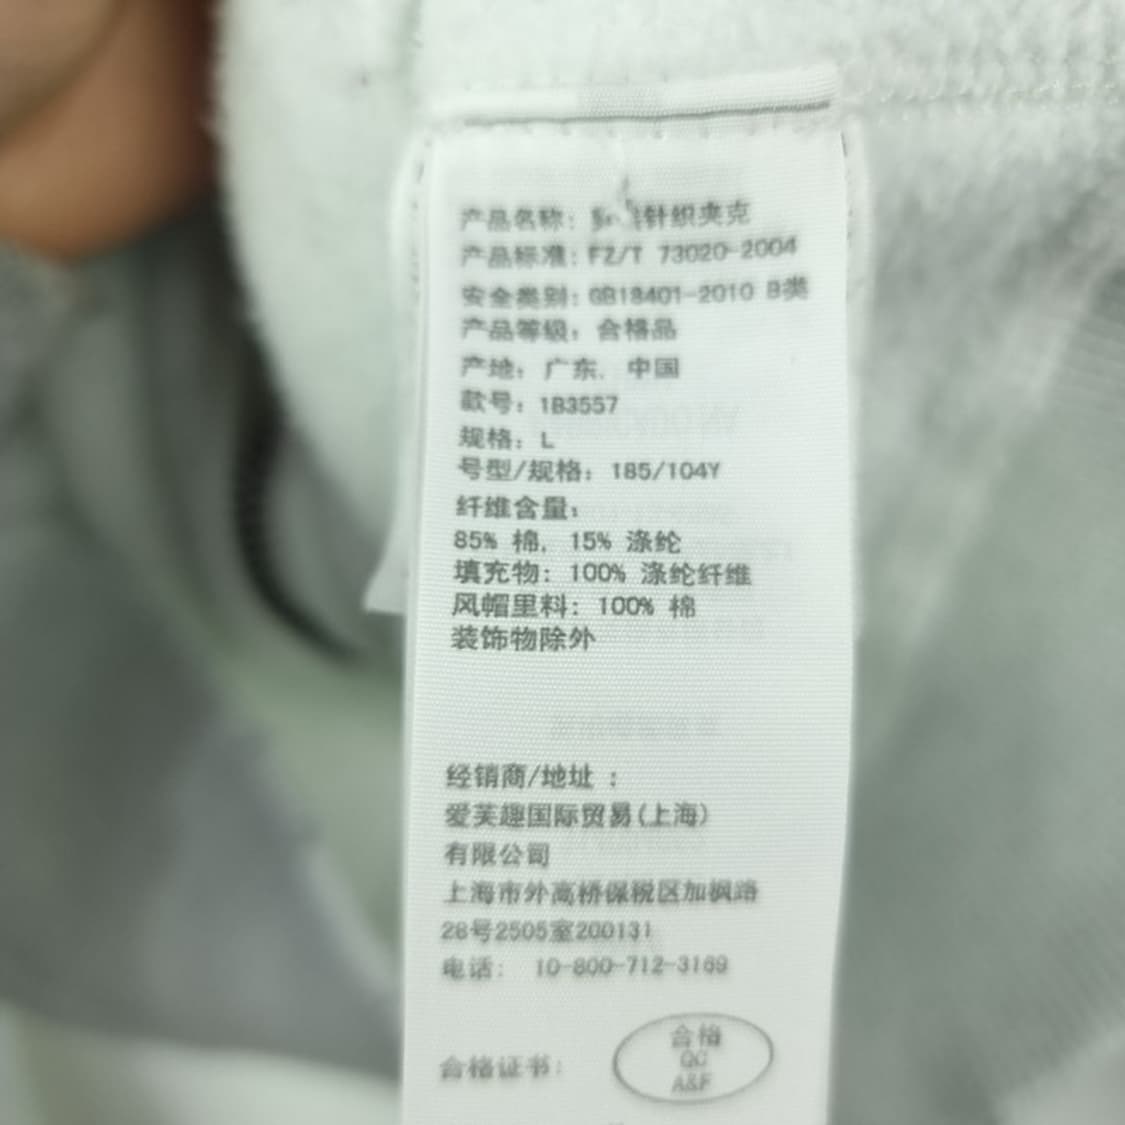 产品名称: 针织夹克
产品标准: FZ/T 73020-2004
安全类别: GB18401-2010 B类
产品等级: 合格品
产地: 广东, 中国
款号: 1B3557
规格: L
号型/规格: 185/104Y
纤维含量:
85% 棉, 15% 涤纶
填充物: 100% 涤纶纤维
风帽里料: 100% 棉
装饰物除外
经销商/地址 :
爱芙趣国际贸易(上海)
有限公司
上海市外高桥保税区加枫路
28号2505室200131
电话: 10-800-712-3169
合格证书:
合格
QC
A&F